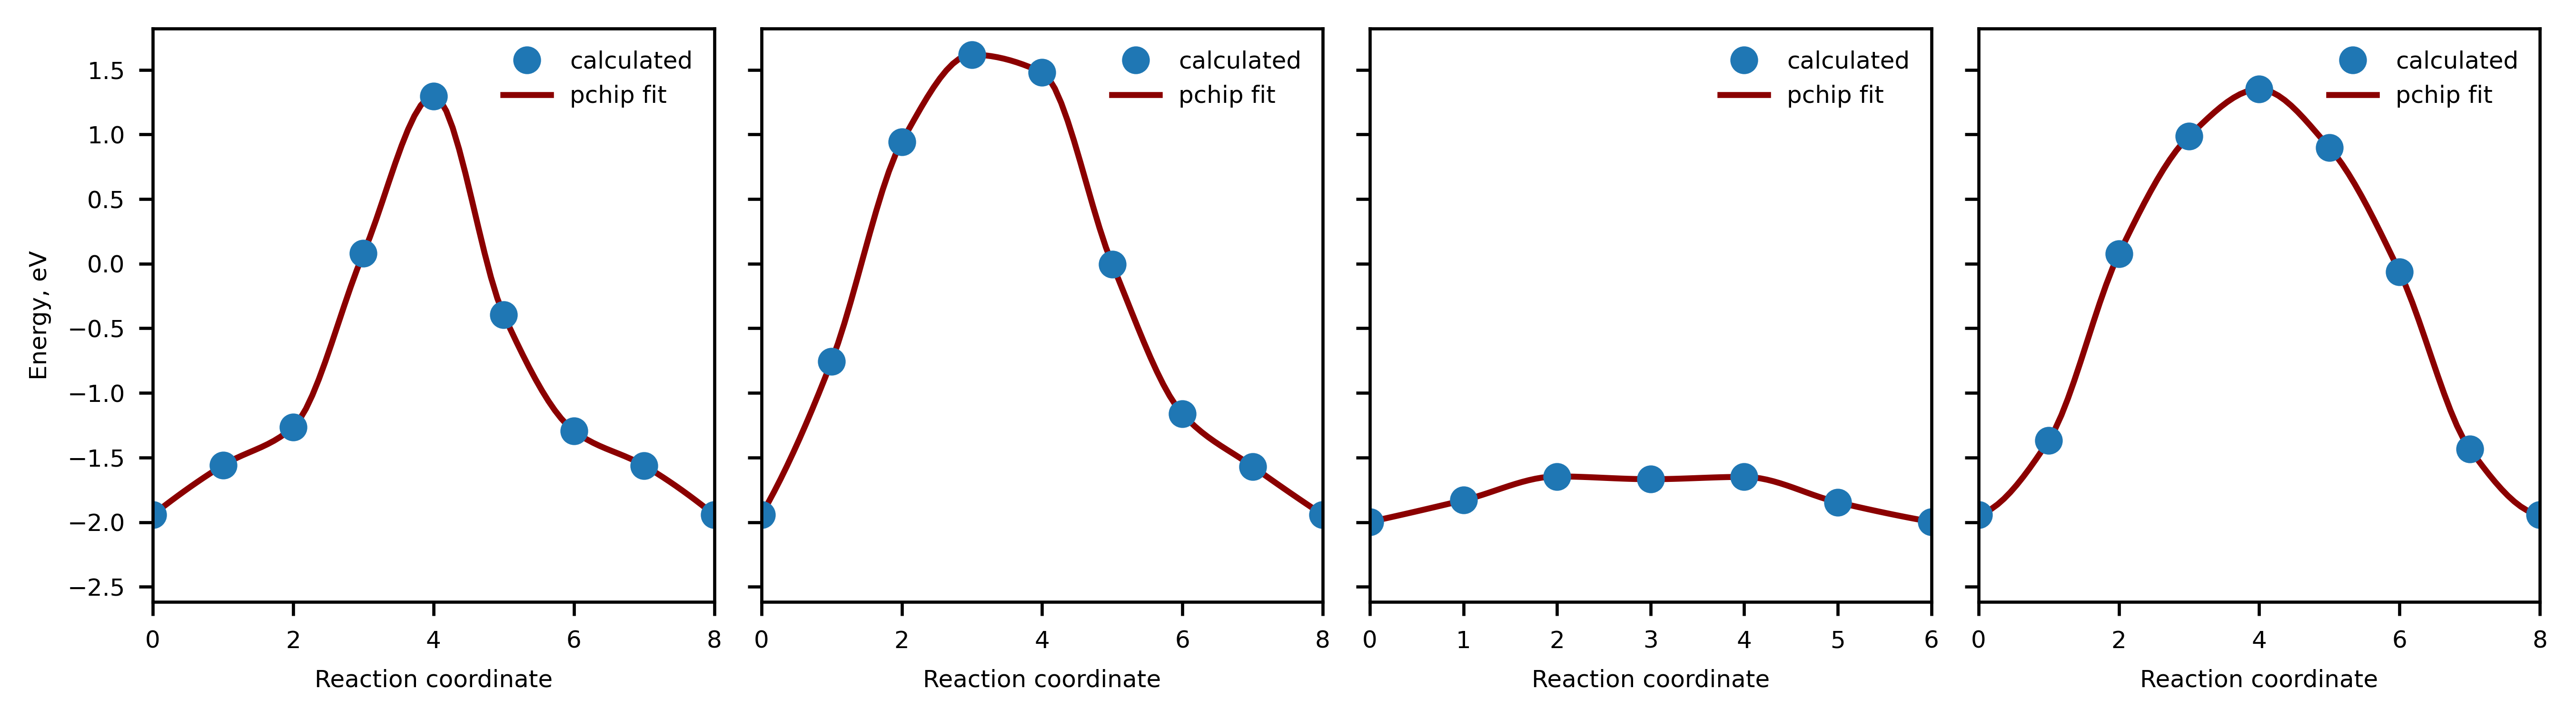 calculated
pchip fit
calculated
pchip fit
calculated
pchip fit
calculated
pchip fit
1.5
1.0
0.5
0.0
−0.5
−1.0
−1.5
−2.0
−2.5
Energy, eV
0 2 4 6 8
0 2 4 6 8
0 1 2 3 4 5 6
0 2 4 6 8
Reaction coordinate
Reaction coordinate
Reaction coordinate
Reaction coordinate